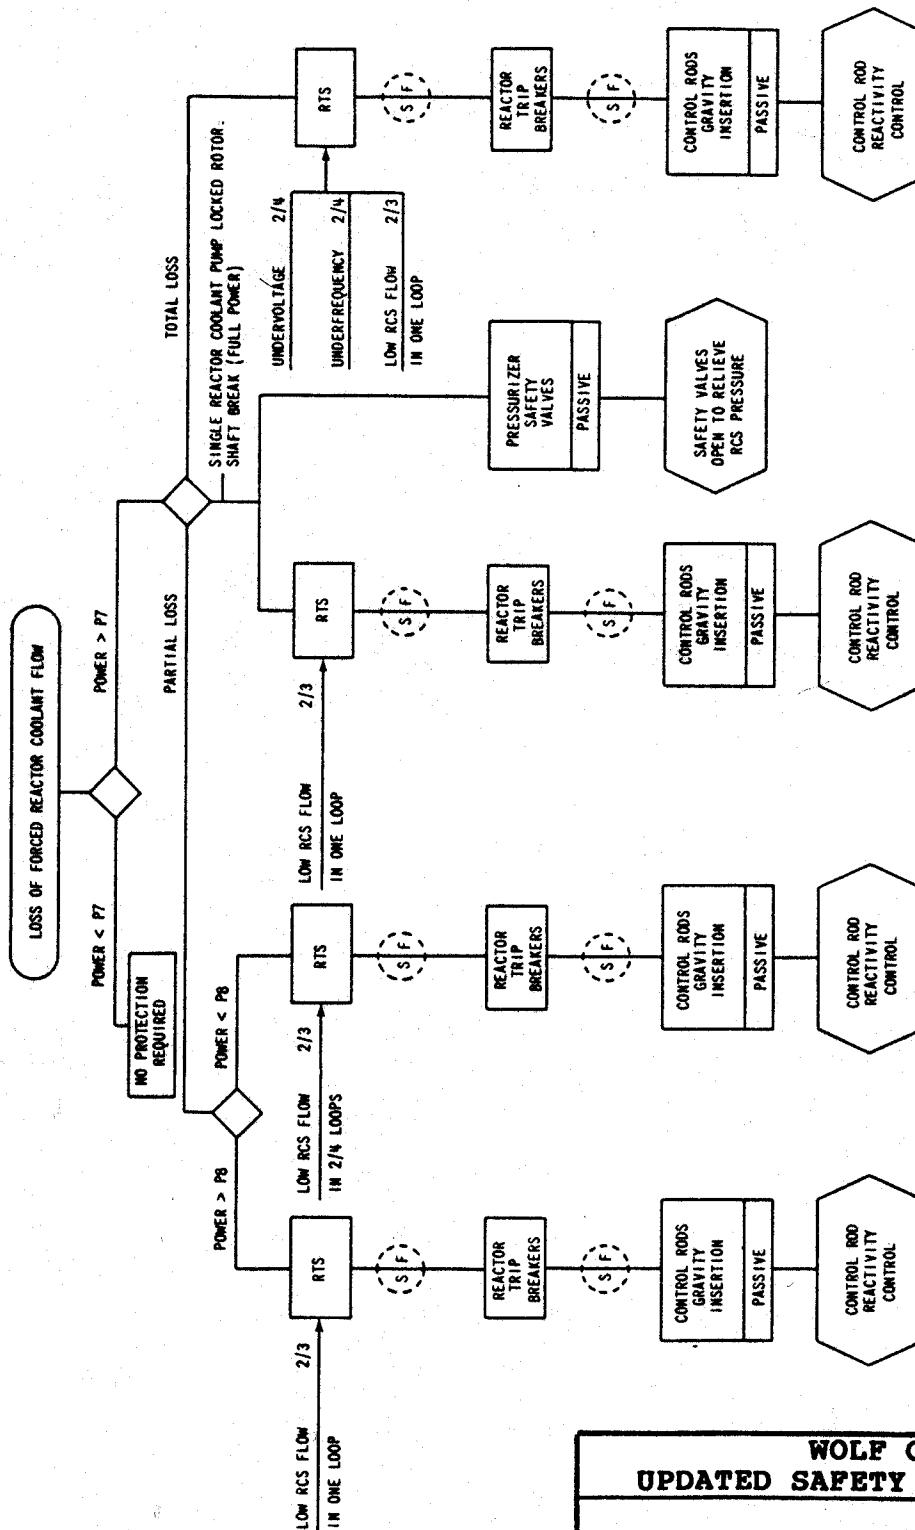 LOSS OF FORCED REACTOR COOLANT FLOW
POWER < P7
POWER > P7
NO PROTECTION
REQUIRED
PARTIAL LOSS
TOTAL LOSS
POWER > P8
POWER < P8
SINGLE REACTOR COOLANT PUMP LOCKED ROTOR.
SHAFT BREAK (FULL POWER)
LOW RCS FLOW 2/3
IN ONE LOOP
RTS
LOW RCS FLOW 2/3
IN 2/4 LOOPS
RTS
LOW RCS FLOW 2/3
IN ONE LOOP
RTS
UNDERVOLTAGE 2/4
UNDERFREQUENCY 2/4
LOW RCS FLOW 2/3
IN ONE LOOP
RTS
S F
S F
S F
S F
REACTOR
TRIP
BREAKERS
REACTOR
TRIP
BREAKERS
REACTOR
TRIP
BREAKERS
PRESSURIZER
SAFETY
VALVES
PASSIVE
REACTOR
TRIP
BREAKERS
S F
S F
S F
S F
CONTROL RODS
GRAVITY
INSERTION
PASSIVE
CONTROL RODS
GRAVITY
INSERTION
PASSIVE
CONTROL RODS
GRAVITY
INSERTION
PASSIVE
SAFETY VALVES
OPEN TO RELIEVE
RCS PRESSURE
CONTROL RODS
GRAVITY
INSERTION
PASSIVE
CONTROL ROD
REACTIVITY
CONTROL
CONTROL ROD
REACTIVITY
CONTROL
CONTROL ROD
REACTIVITY
CONTROL
CONTROL ROD
REACTIVITY
CONTROL
WOLF
UPDATED SAFETY